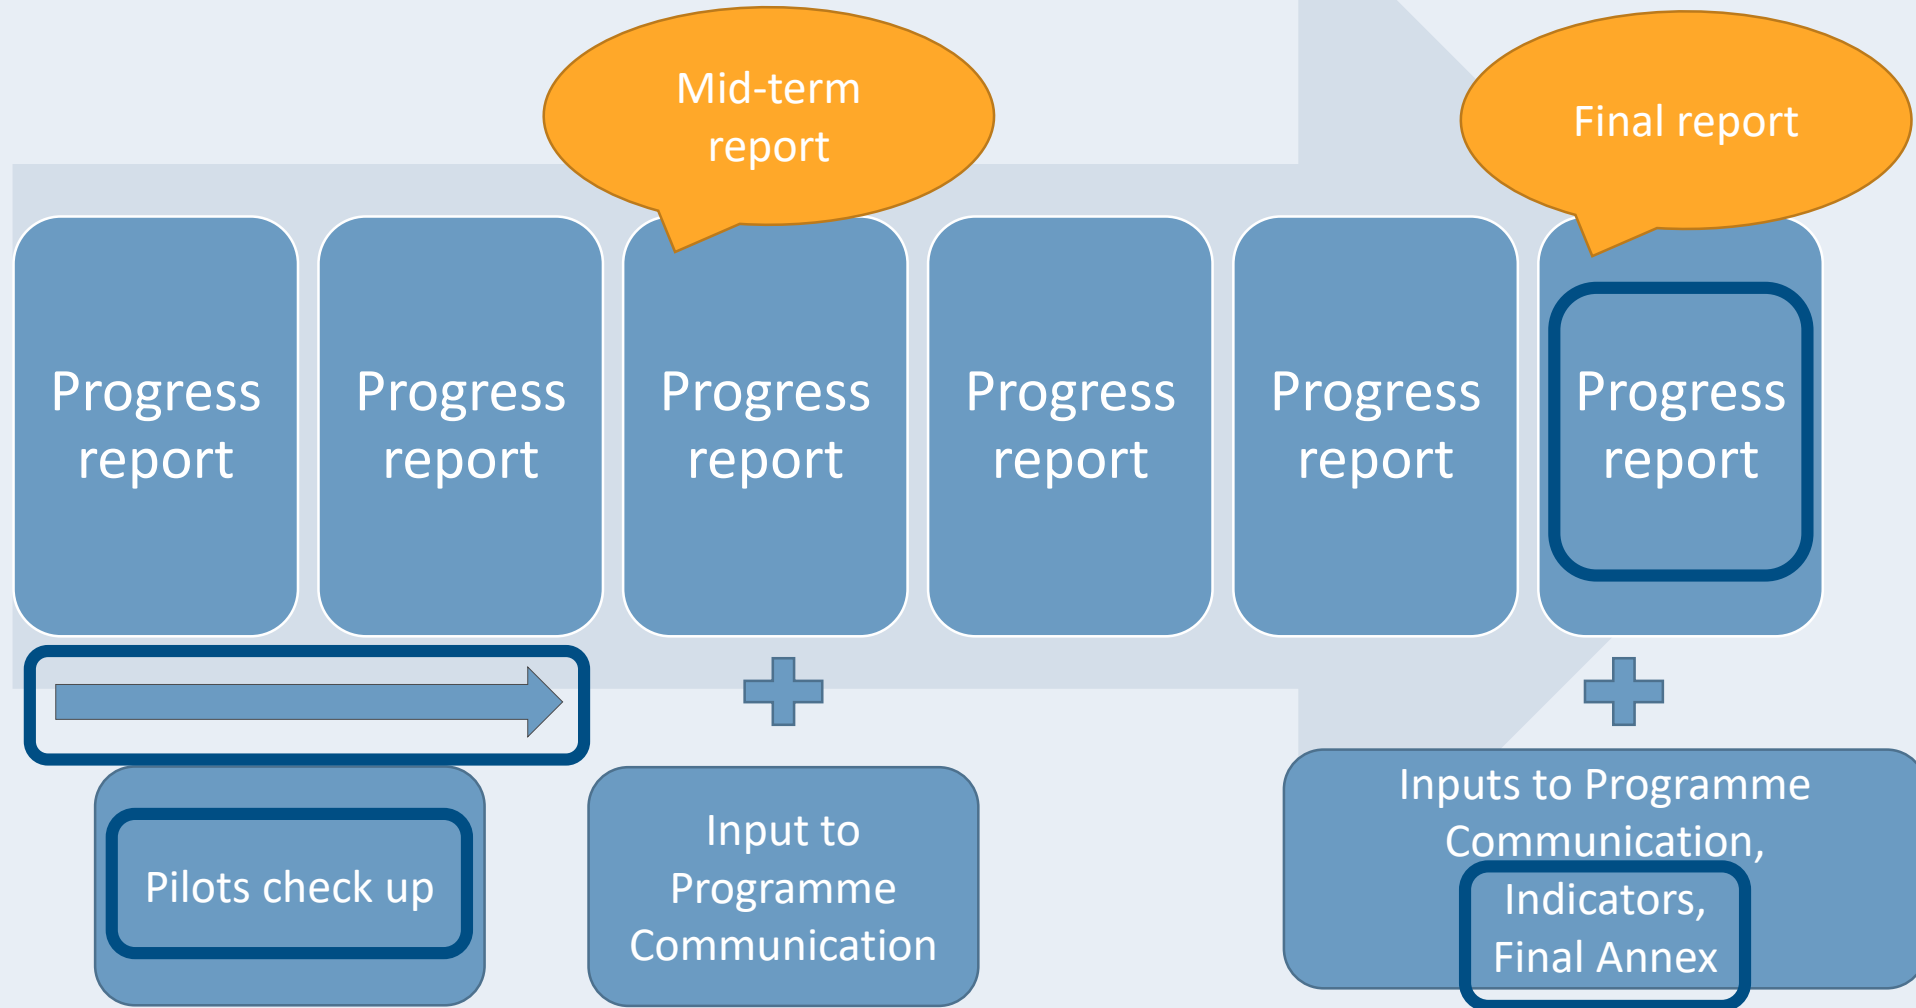 Mid-term
report
Final report
Progress
report
Progress
report
Progress
report
Progress
report
Progress
report
Progress
report
Pilots check up
Input to
Programme
Communication
Inputs to Programme
Communication,
Indicators,
Final Annex